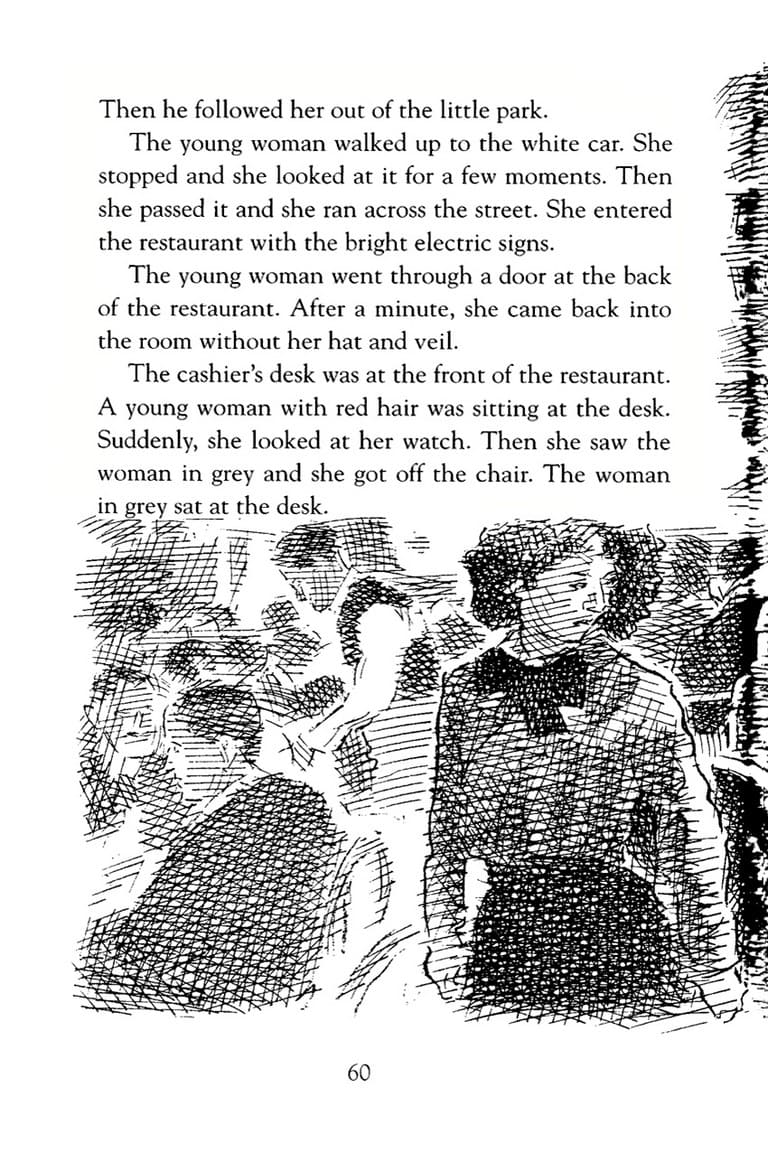 Then he followed her out of the little park.
The young woman walked up to the white car. She
stopped and she looked at it for a few moments. Then
she passed it and she ran across the street. She entered
the restaurant with the bright electric signs.
The young woman went through a door at the back
of the restaurant. After a minute, she came back into
the room without her hat and veil.
The cashier’s desk was at the front of the restaurant.
A young woman with red hair was sitting at the desk.
Suddenly, she looked at her watch. Then she saw the
woman in grey and she got off the chair. The woman
in grey sat at the desk.
60